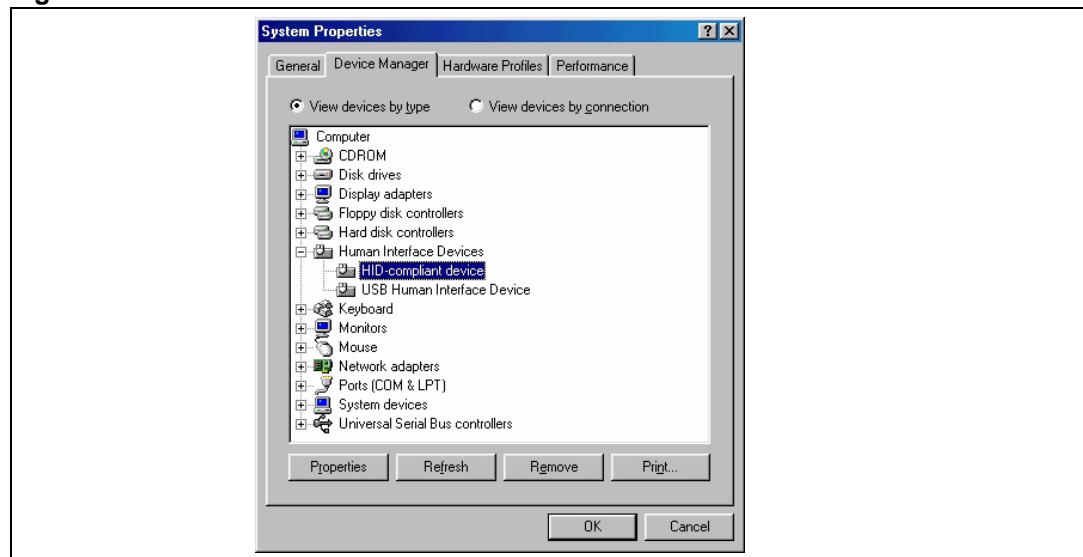 System Properties
General Device Manager Hardware Profiles Performance
View devices by type View devices by connection
Computer
CDROM
Disk drives
Display adapters
Floppy disk controllers
Hard disk controllers
Human Interface Devices
HID-compliant device
USB Human Interface Device
Keyboard
Monitors
Mouse
Network adapters
Ports (COM & LPT)
System devices
Universal Serial Bus controllers
Properties Refresh Remove Print...
OK Cancel